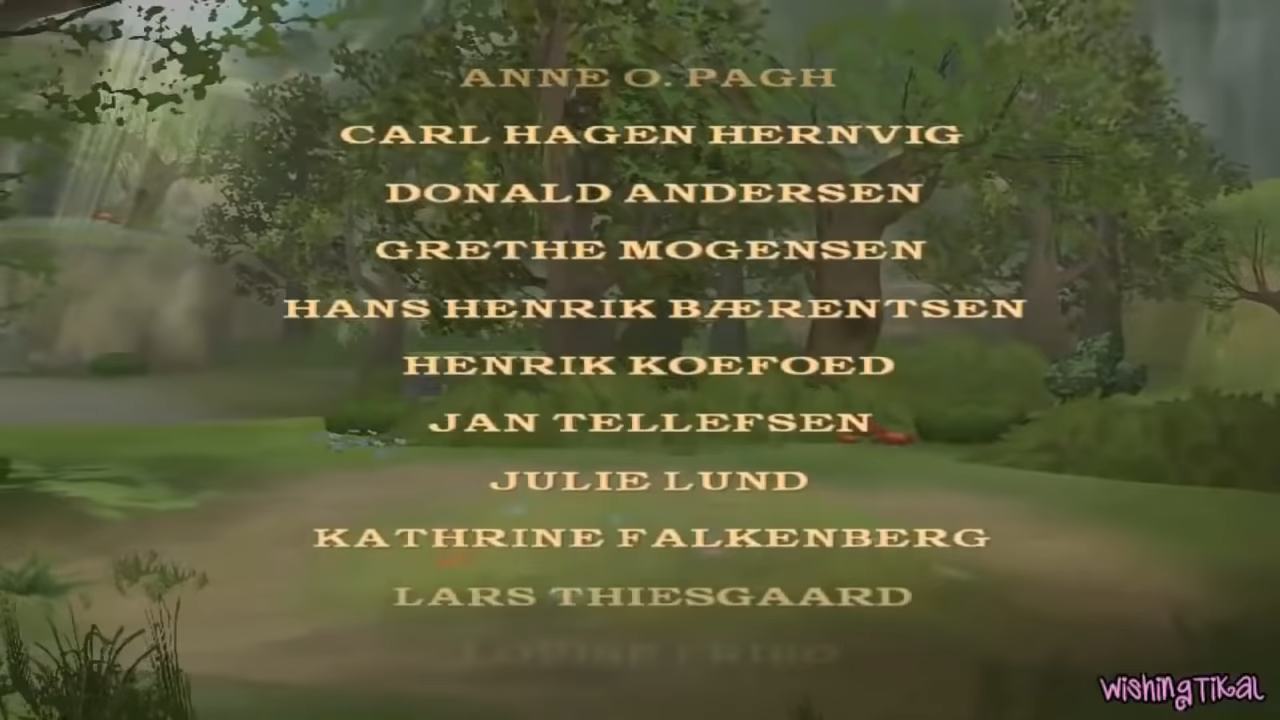 ANNE O. PAGH
CARL HAGEN HERNVIG
DONALD ANDERSEN
GRETHE MOGENSEN
HANS HENRIK BÆRENTSEN
HENRIK KOEFOED
JAN TELLEFSEN
JULIE LUND
KATHRINE FALKENBERG
LARS THIESGAARD
WishingTikal